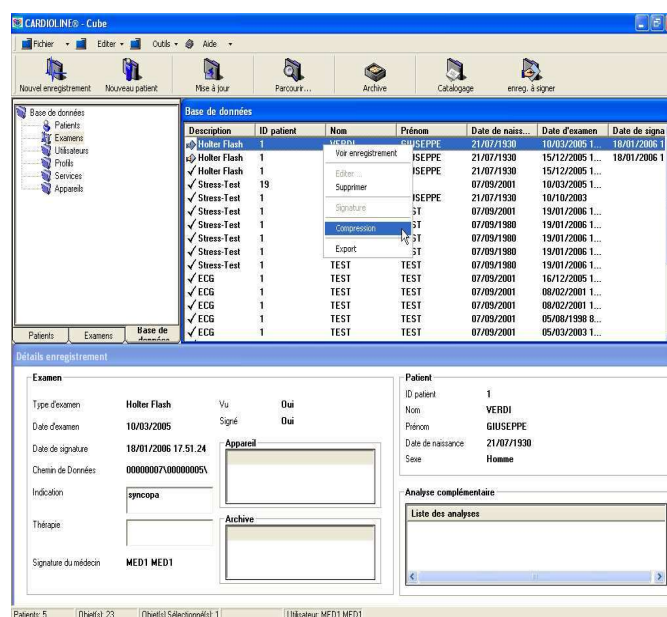 CARDIOLINE® - Cube
Fichier Editer Outils Aide
Nouvel enregistrement Nouveau patient Mise à jour Parcourir... Archive Catalogage enreg. à signer
Base de données
Patients
Examens
Utilisateurs
Profils
Services
Appareils
Patients Examens Base de données
Base de données
Description ID patient Nom Prénom Date de naiss... Date d'examen Date de signa
Holter Flash 1 VERDI GIUSEPPE 21/07/1930 10/03/2005 1... 18/01/2006 1
Holter Flash 1 USEPPE 21/07/1930 15/12/2005 1... 18/01/2006 1
Holter Flash 1 USEPPE 21/07/1930 15/12/2005 1...
Stress-Test 19 07/09/2001 10/03/2005 1...
Stress-Test 1 USEPPE 21/07/1930 10/10/2003
Stress-Test 1 ST 07/09/2001 19/01/2006 1...
Stress-Test 1 ST 07/09/1980 19/01/2006 1...
Stress-Test 1 ST 07/09/1980 19/01/2006 1...
Stress-Test 1 ST 07/09/1980 19/01/2006 1...
Stress-Test 1 TEST TEST 07/09/1980 19/01/2006 1...
ECG 1 TEST TEST 07/09/2001 16/12/2005 1...
ECG 1 TEST TEST 07/09/2001 08/02/2001 1...
ECG 1 TEST TEST 07/09/2001 08/02/2001 1...
ECG 1 TEST TEST 07/09/2001 05/08/1998 8...
ECG 1 TEST TEST 07/09/2001 05/03/2003 1...
Voir enregistrement
Editer ...
Supprimer
Signature
Compression
Export
Détails enregistrement
Examen
Type d'examen Holter Flash Vu Oui
Date d'examen 10/03/2005 Signé Oui
Date de signature 18/01/2006 17.51.24
Chemin de Données 00000007\00000005\
Indication syncopa
Thérapie
Signature du médecin MED1 MED1
Appareil
Archive
Patient
ID patient 1
Nom VERDI
Prénom GIUSEPPE
Date de naissance 21/07/1930
Sexe Homme
Analyse complémentaire
Liste des analyses
Patients: 5 Objet(s): 23 Objet(s) Sélectionné(s): 1 Utilisateur: MED1 MED1